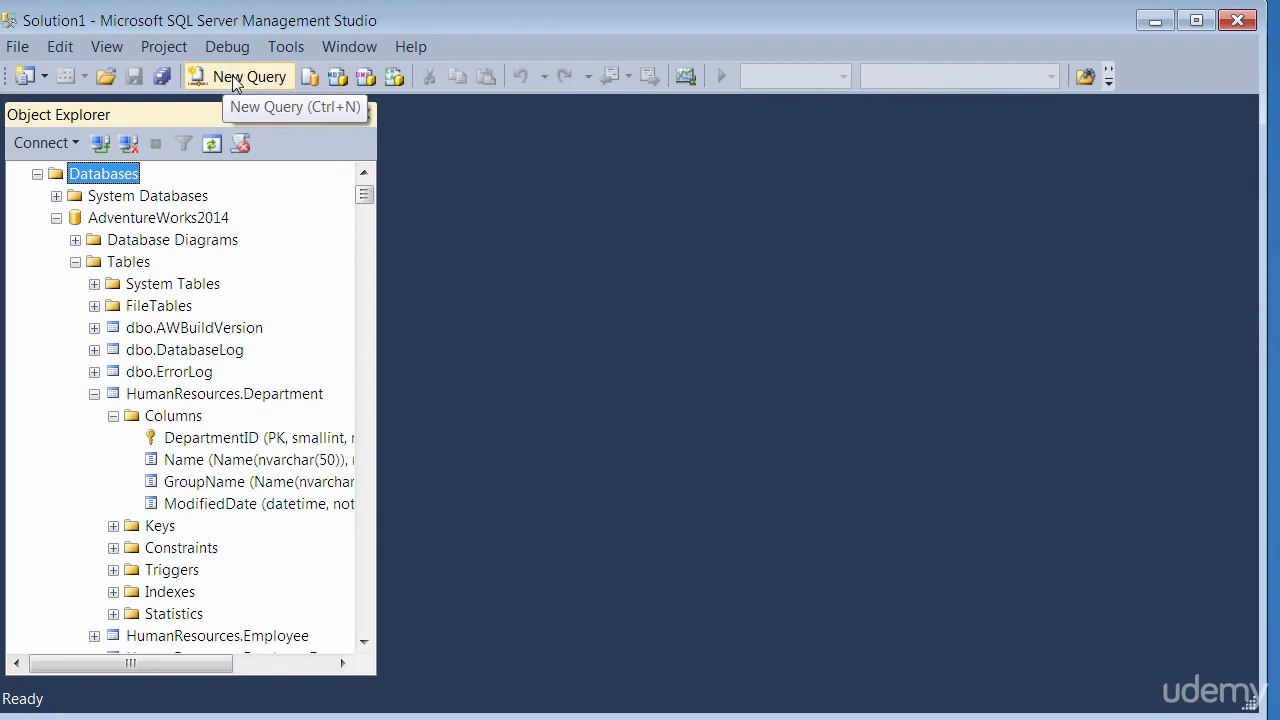 Solution1 - Microsoft SQL Server Management Studio
File Edit View Project Debug Tools Window Help
New Query
New Query (Ctrl+N)
Object Explorer
Connect
Databases
System Databases
AdventureWorks2014
Database Diagrams
Tables
System Tables
FileTables
dbo.AWBuildVersion
dbo.DatabaseLog
dbo.ErrorLog
HumanResources.Department
Columns
DepartmentID (PK, smallint,
Name (Name(nvarchar(50)),
GroupName (Name(nvarchar
ModifiedDate (datetime, not
Keys
Constraints
Triggers
Indexes
Statistics
HumanResources.Employee
Ready
udemy